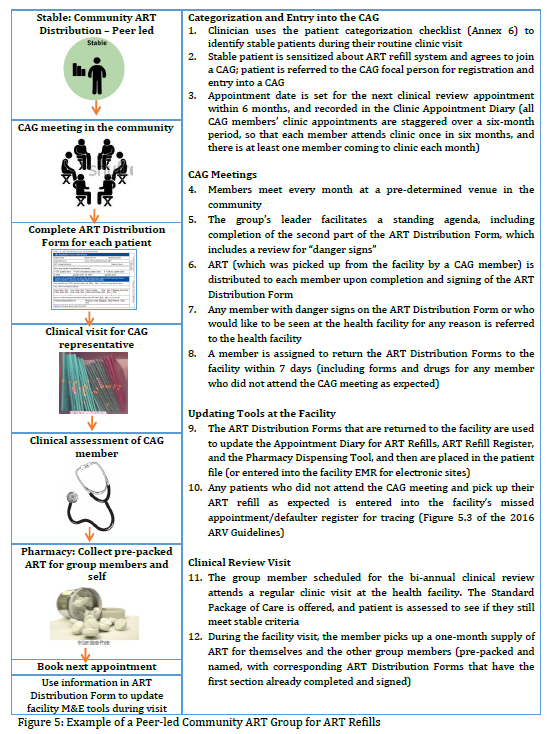 Stable: Community ART
Distribution – Peer led
Stable
CAG meeting in the community
Complete ART Distribution
Form for each patient
Clinical visit for CAG
representative
Clinical assessment of CAG
member
Pharmacy: Collect pre-packed
ART for group members and
self
Book next appointment
Use information in ART
Distribution Form to update
facility M&E tools during visit
Categorization and Entry into the CAG
1. Clinician uses the patient categorization checklist (Annex 6) to
identify stable patients during their routine clinic visit
2. Stable patient is sensitized about ART refill system and agrees to join
a CAG; patient is referred to the CAG focal person for registration and
entry into a CAG
3. Appointment date is set for the next clinical review appointment
within 6 months, and recorded in the Clinic Appointment Diary (all
CAG members' clinic appointments are staggered over a six-month
period, so that each member attends clinic once in six months, and
there is at least one member coming to clinic each month)
CAG Meetings
4. Members meet every month at a pre-determined venue in the
community
5. The group's leader facilitates a standing agenda, including
completion of the second part of the ART Distribution Form, which
includes a review for "danger signs"
6. ART (which was picked up from the facility by a CAG member) is
distributed to each member upon completion and signing of the ART
Distribution Form
7. Any member with danger signs on the ART Distribution Form or who
would like to be seen at the health facility for any reason is referred
to the health facility
8. A member is assigned to return the ART Distribution Forms to the
facility within 7 days (including forms and drugs for any member
who did not attend the CAG meeting as expected)
Updating Tools at the Facility
9. The ART Distribution Forms that are returned to the facility are used
to update the Appointment Diary for ART Refills, ART Refill Register,
and the Pharmacy Dispensing Tool, and then are placed in the patient
file (or entered into the facility EMR for electronic sites)
10. Any patients who did not attend the CAG meeting and pick up their
ART refill as expected is entered into the facility's missed
appointment/defaulter register for tracing (Figure 5.3 of the 2016
ARV Guidelines)
Clinical Review Visit
11. The group member scheduled for the bi-annual clinical review
attends a regular clinic visit at the health facility. The Standard
Package of Care is offered, and patient is assessed to see if they still
meet stable criteria
12. During the facility visit, the member picks up a one-month supply of
ART for themselves and the other group members (pre-packed and
named, with corresponding ART Distribution Forms that have the
first section already completed and signed)
Figure 5: Example of a Peer-led Community ART Group for ART Refills